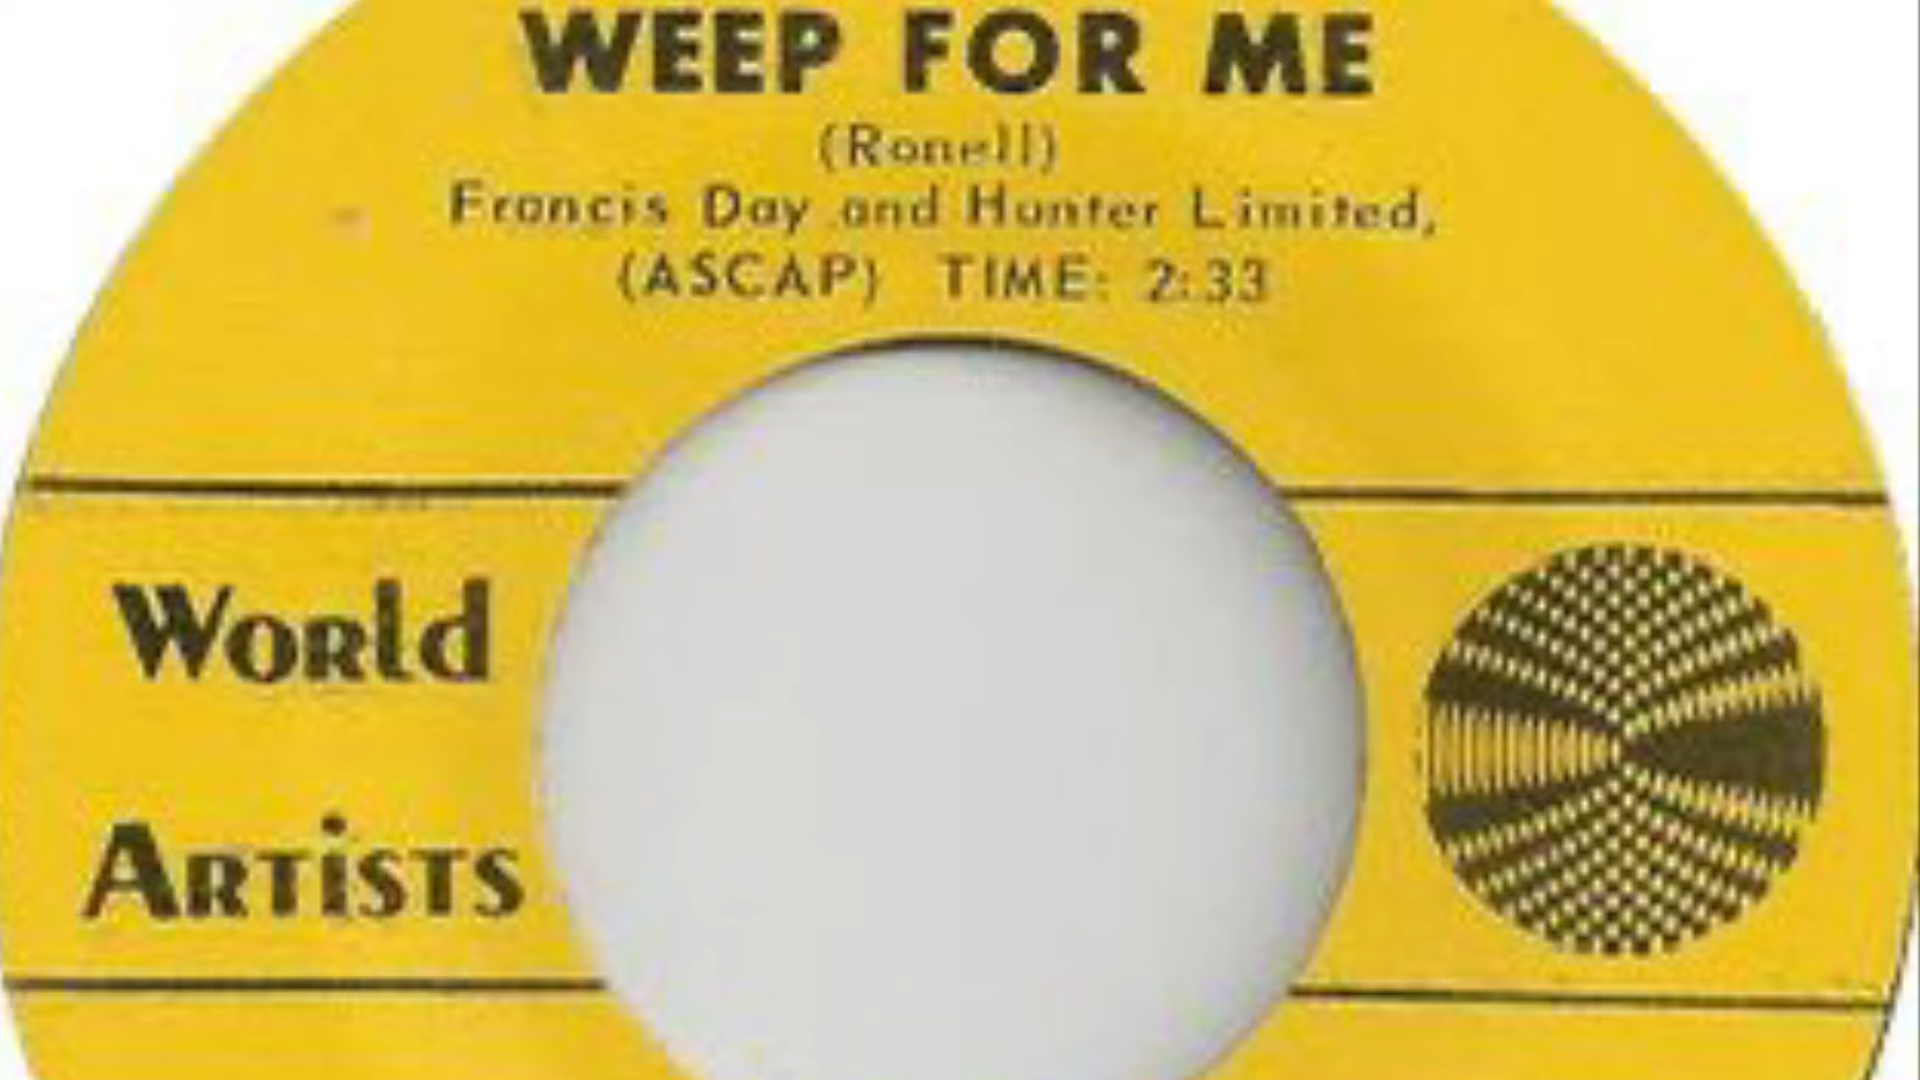 WEEP FOR ME
(Ronell)
Francis Day and Hunter Limited,
(ASCAP) TIME: 2:33
World
Artists